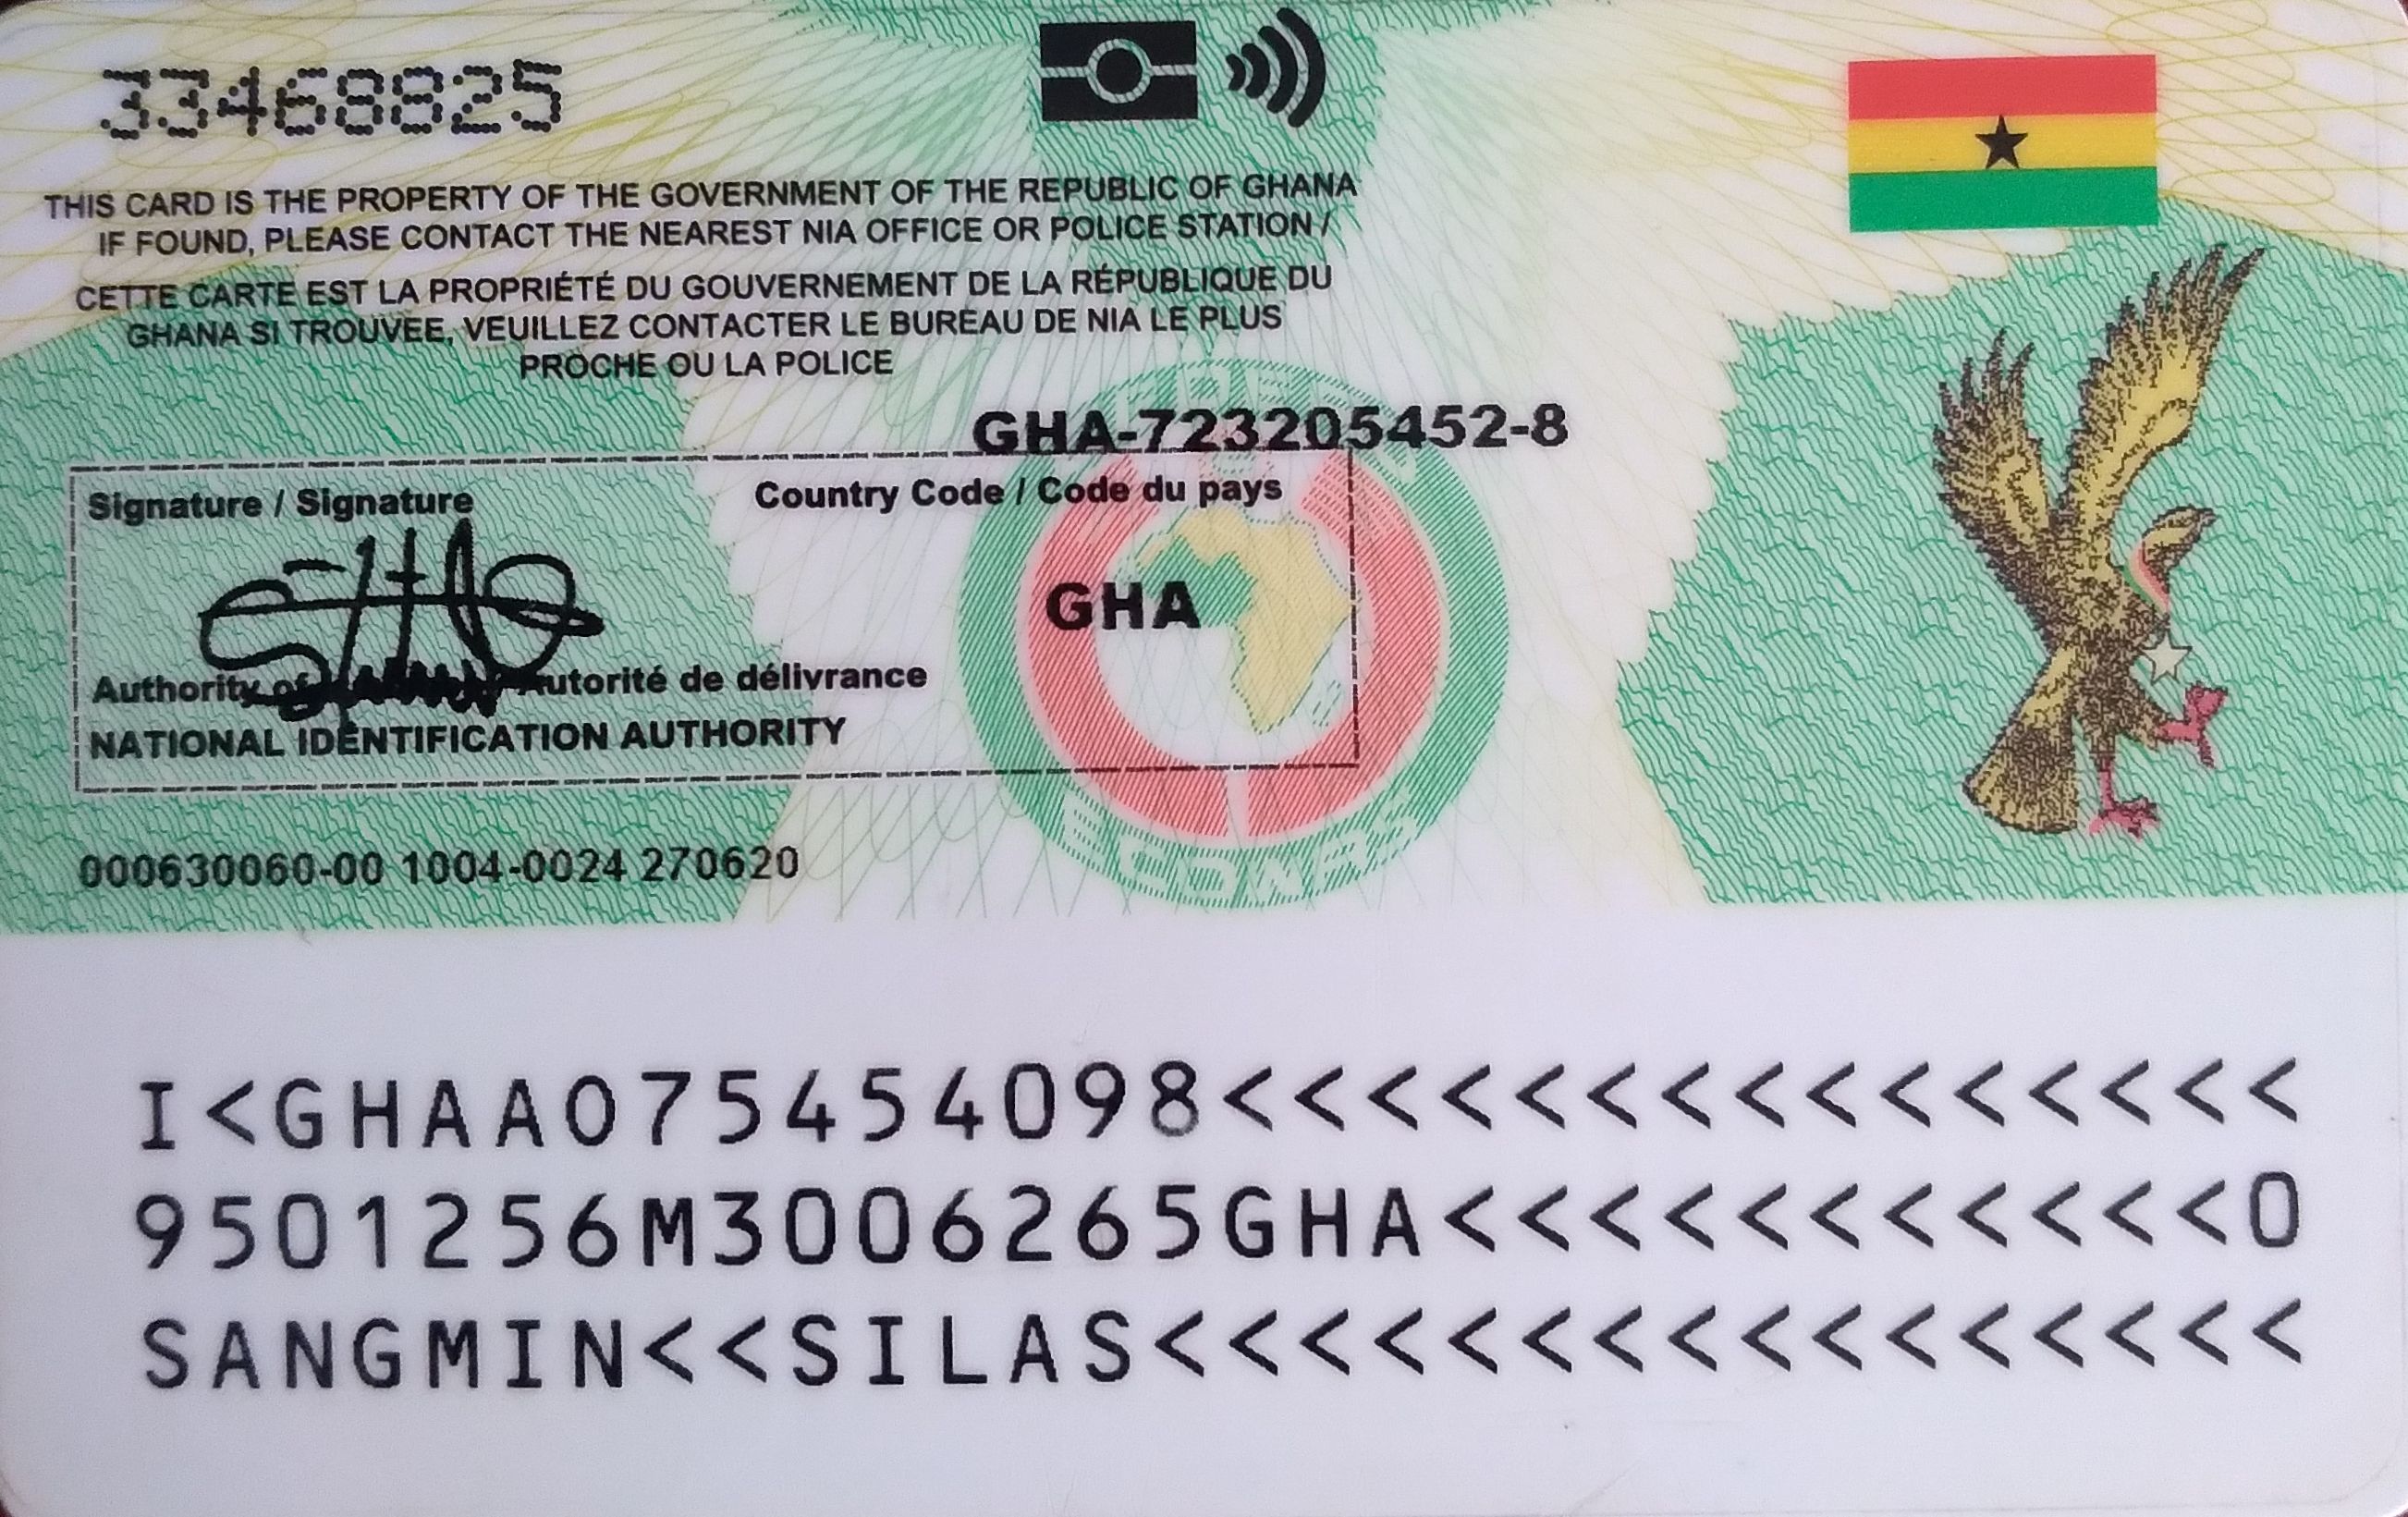 33468825
THIS CARD IS THE PROPERTY OF THE GOVERNMENT OF THE REPUBLIC OF GHANA
IF FOUND, PLEASE CONTACT THE NEAREST NIA OFFICE OR POLICE STATION /
CETTE CARTE EST LA PROPRIÉTÉ DU GOUVERNEMENT DE LA RÉPUBLIQUE DU
GHANA SI TROUVEE, VEUILLEZ CONTACTER LE BUREAU DE NIA LE PLUS
PROCHE OU LA POLICE
GHA-723205452-8
Signature / Signature
Country Code / Code du pays
GHA
Authority of Autorité de délivrance
NATIONAL IDENTIFICATION AUTHORITY
ECOWAS
000630060-00 1004-0024 270620
I<GHAAO75454098<<<<<<<<<<<<<<<
9501256M3006265GHA<<<<<<<<<<<0
SANGMIN<<SILAS<<<<<<<<<<<<<<<<